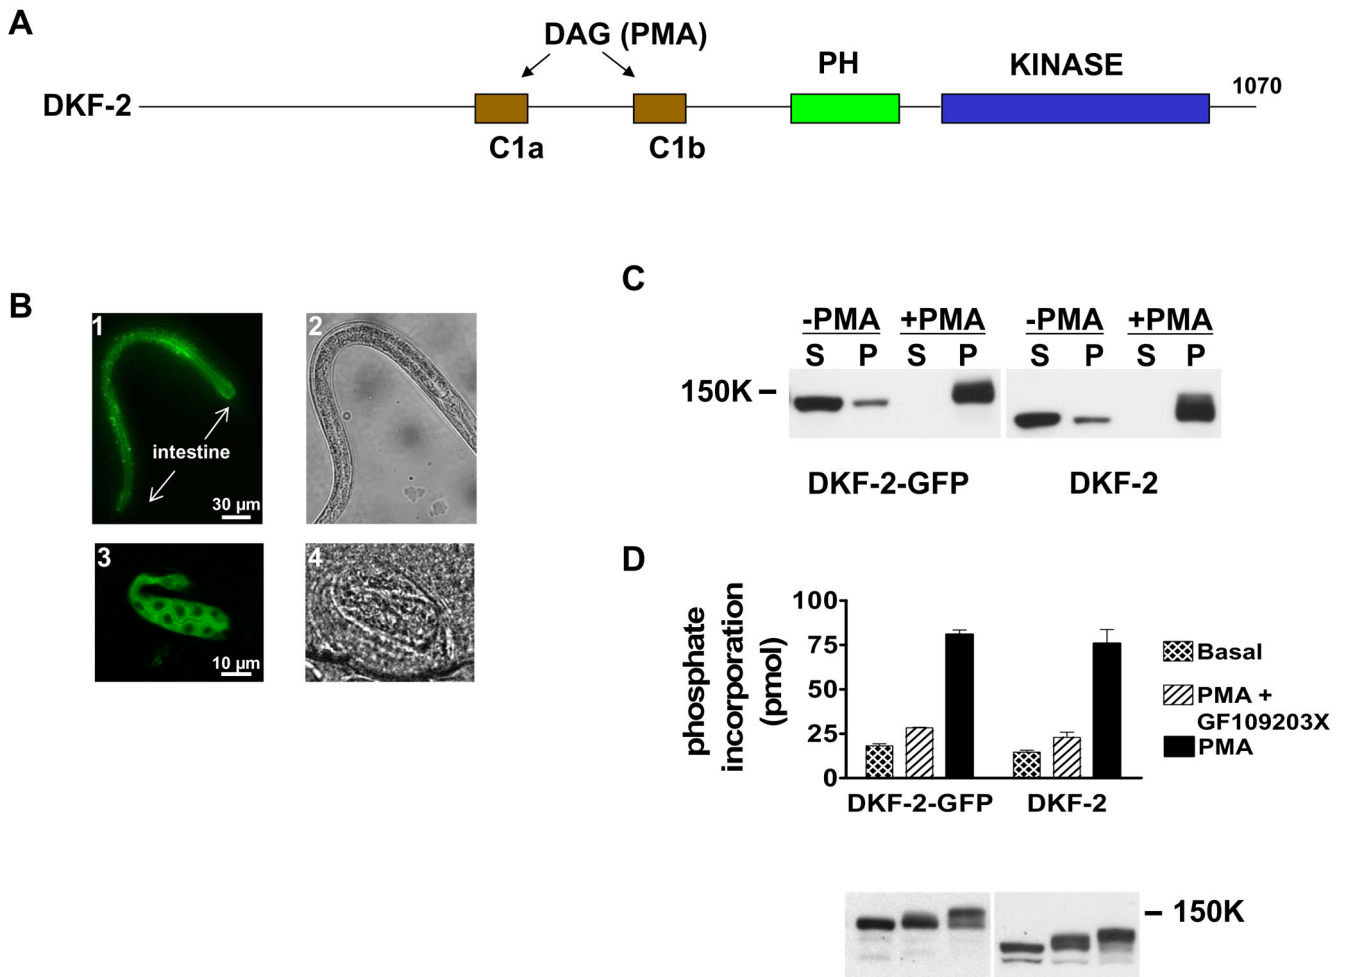 A
DAG (PMA)
PH
KINASE
1070
DKF-2
C1a
C1b
B
1
2
intestine
30 µm
3
4
10 µm
C
-PMA +PMA -PMA +PMA
S P S P S P S P
150K –
DKF-2-GFP DKF-2
D
phosphate
incorporation
(pmol)
100
75
50
25
0
Basal
PMA +
GF109203X
PMA
DKF-2-GFP DKF-2
– 150K